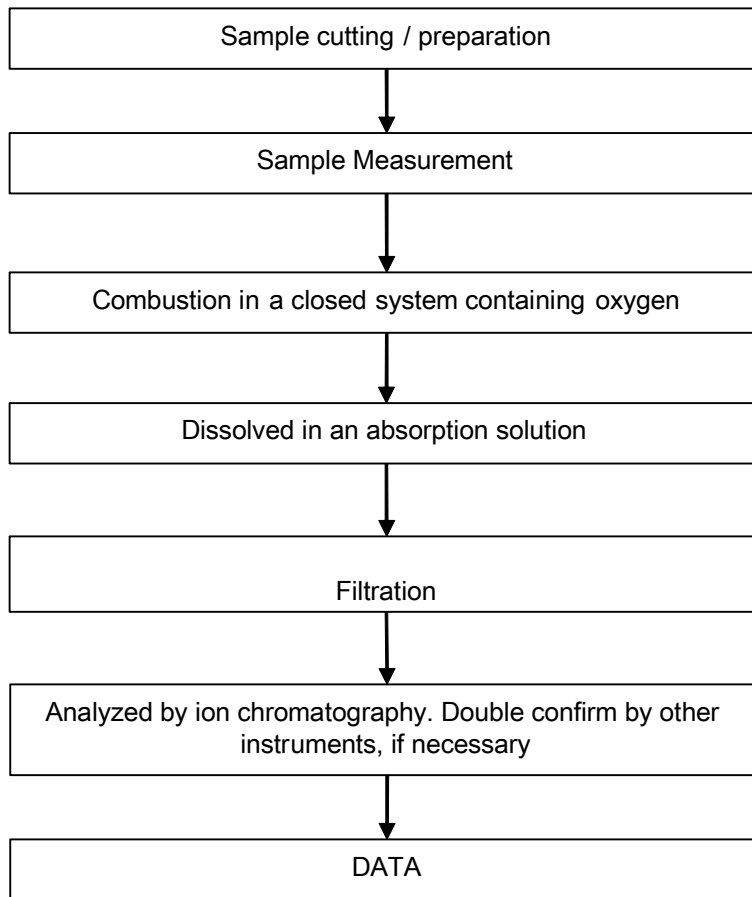 Sample cutting / preparation
Sample Measurement
Combustion in a closed system containing oxygen
Dissolved in an absorption solution
Filtration
Analyzed by ion chromatography. Double confirm by other
instruments, if necessary
DATA